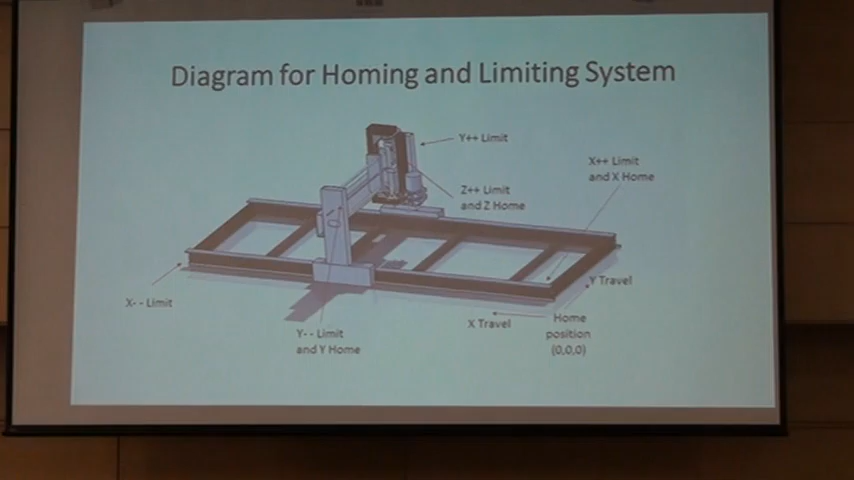 Diagram for Homing and Limiting System
Y++ Limit
X++ Limit
and X Home
Z++ Limit
and Z Home
Y Travel
X- - Limit
X Travel
Home
position
(0,0,0)
Y- - Limit
and Y Home